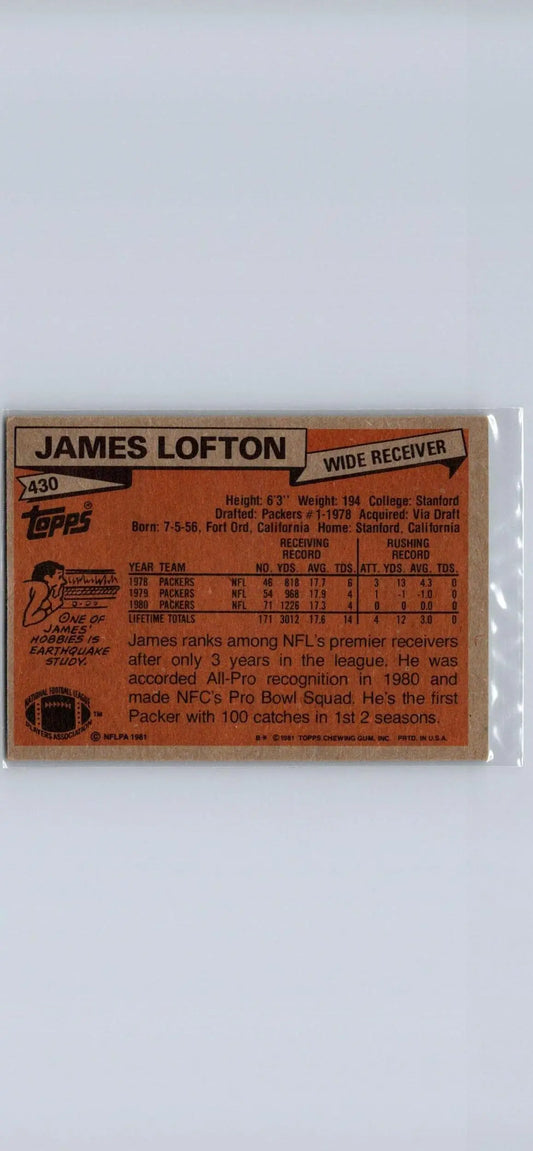 JAMES LOFTON
WIDE RECEIVER
430
Topps®
Height: 6'3'' Weight: 194 College: Stanford
Drafted: Packers #1-1978 Acquired: Via Draft
Born: 7-5-56, Fort Ord, California Home: Stanford, California
RECEIVING RUSHING
RECORD RECORD
YEAR TEAM NO. YDS. AVG. TDS. ATT. YDS. AVG. TDS.
1978 PACKERS NFL 46 818 17.7 6 3 13 4.3 0
1979 PACKERS NFL 54 968 17.9 4 1 -1 -1.0 0
1980 PACKERS NFL 71 1226 17.3 4 0 0 0.0 0
LIFETIME TOTALS 171 3012 17.6 14 4 12 3.0 0
ONE OF
JAMES'
HOBBIES IS
EARTHQUAKE
STUDY.
James ranks among NFL's premier receivers
after only 3 years in the league. He was
accorded All-Pro recognition in 1980 and
made NFC's Pro Bowl Squad. He's the first
Packer with 100 catches in 1st 2 seasons.
NATIONAL FOOTBALL LEAGUE
PLAYERS ASSOCIATION
TM
© NFLPA 1981
B* © 1981 TOPPS CHEWING GUM, INC. PRTD. IN U.S.A.